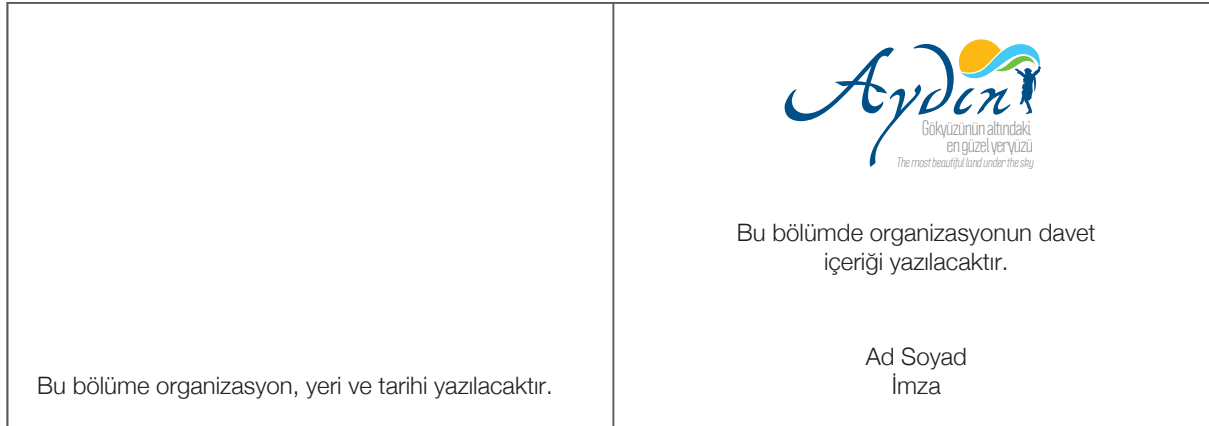 Bu bölüme organizasyon, yeri ve tarihi yazılacaktır.
Aydın
Gökyüzünün altındaki
en güzel yeryüzü
The most beautiful land under the sky
Bu bölümde organizasyonun davet
içeriği yazılacaktır.
Ad Soyad
İmza